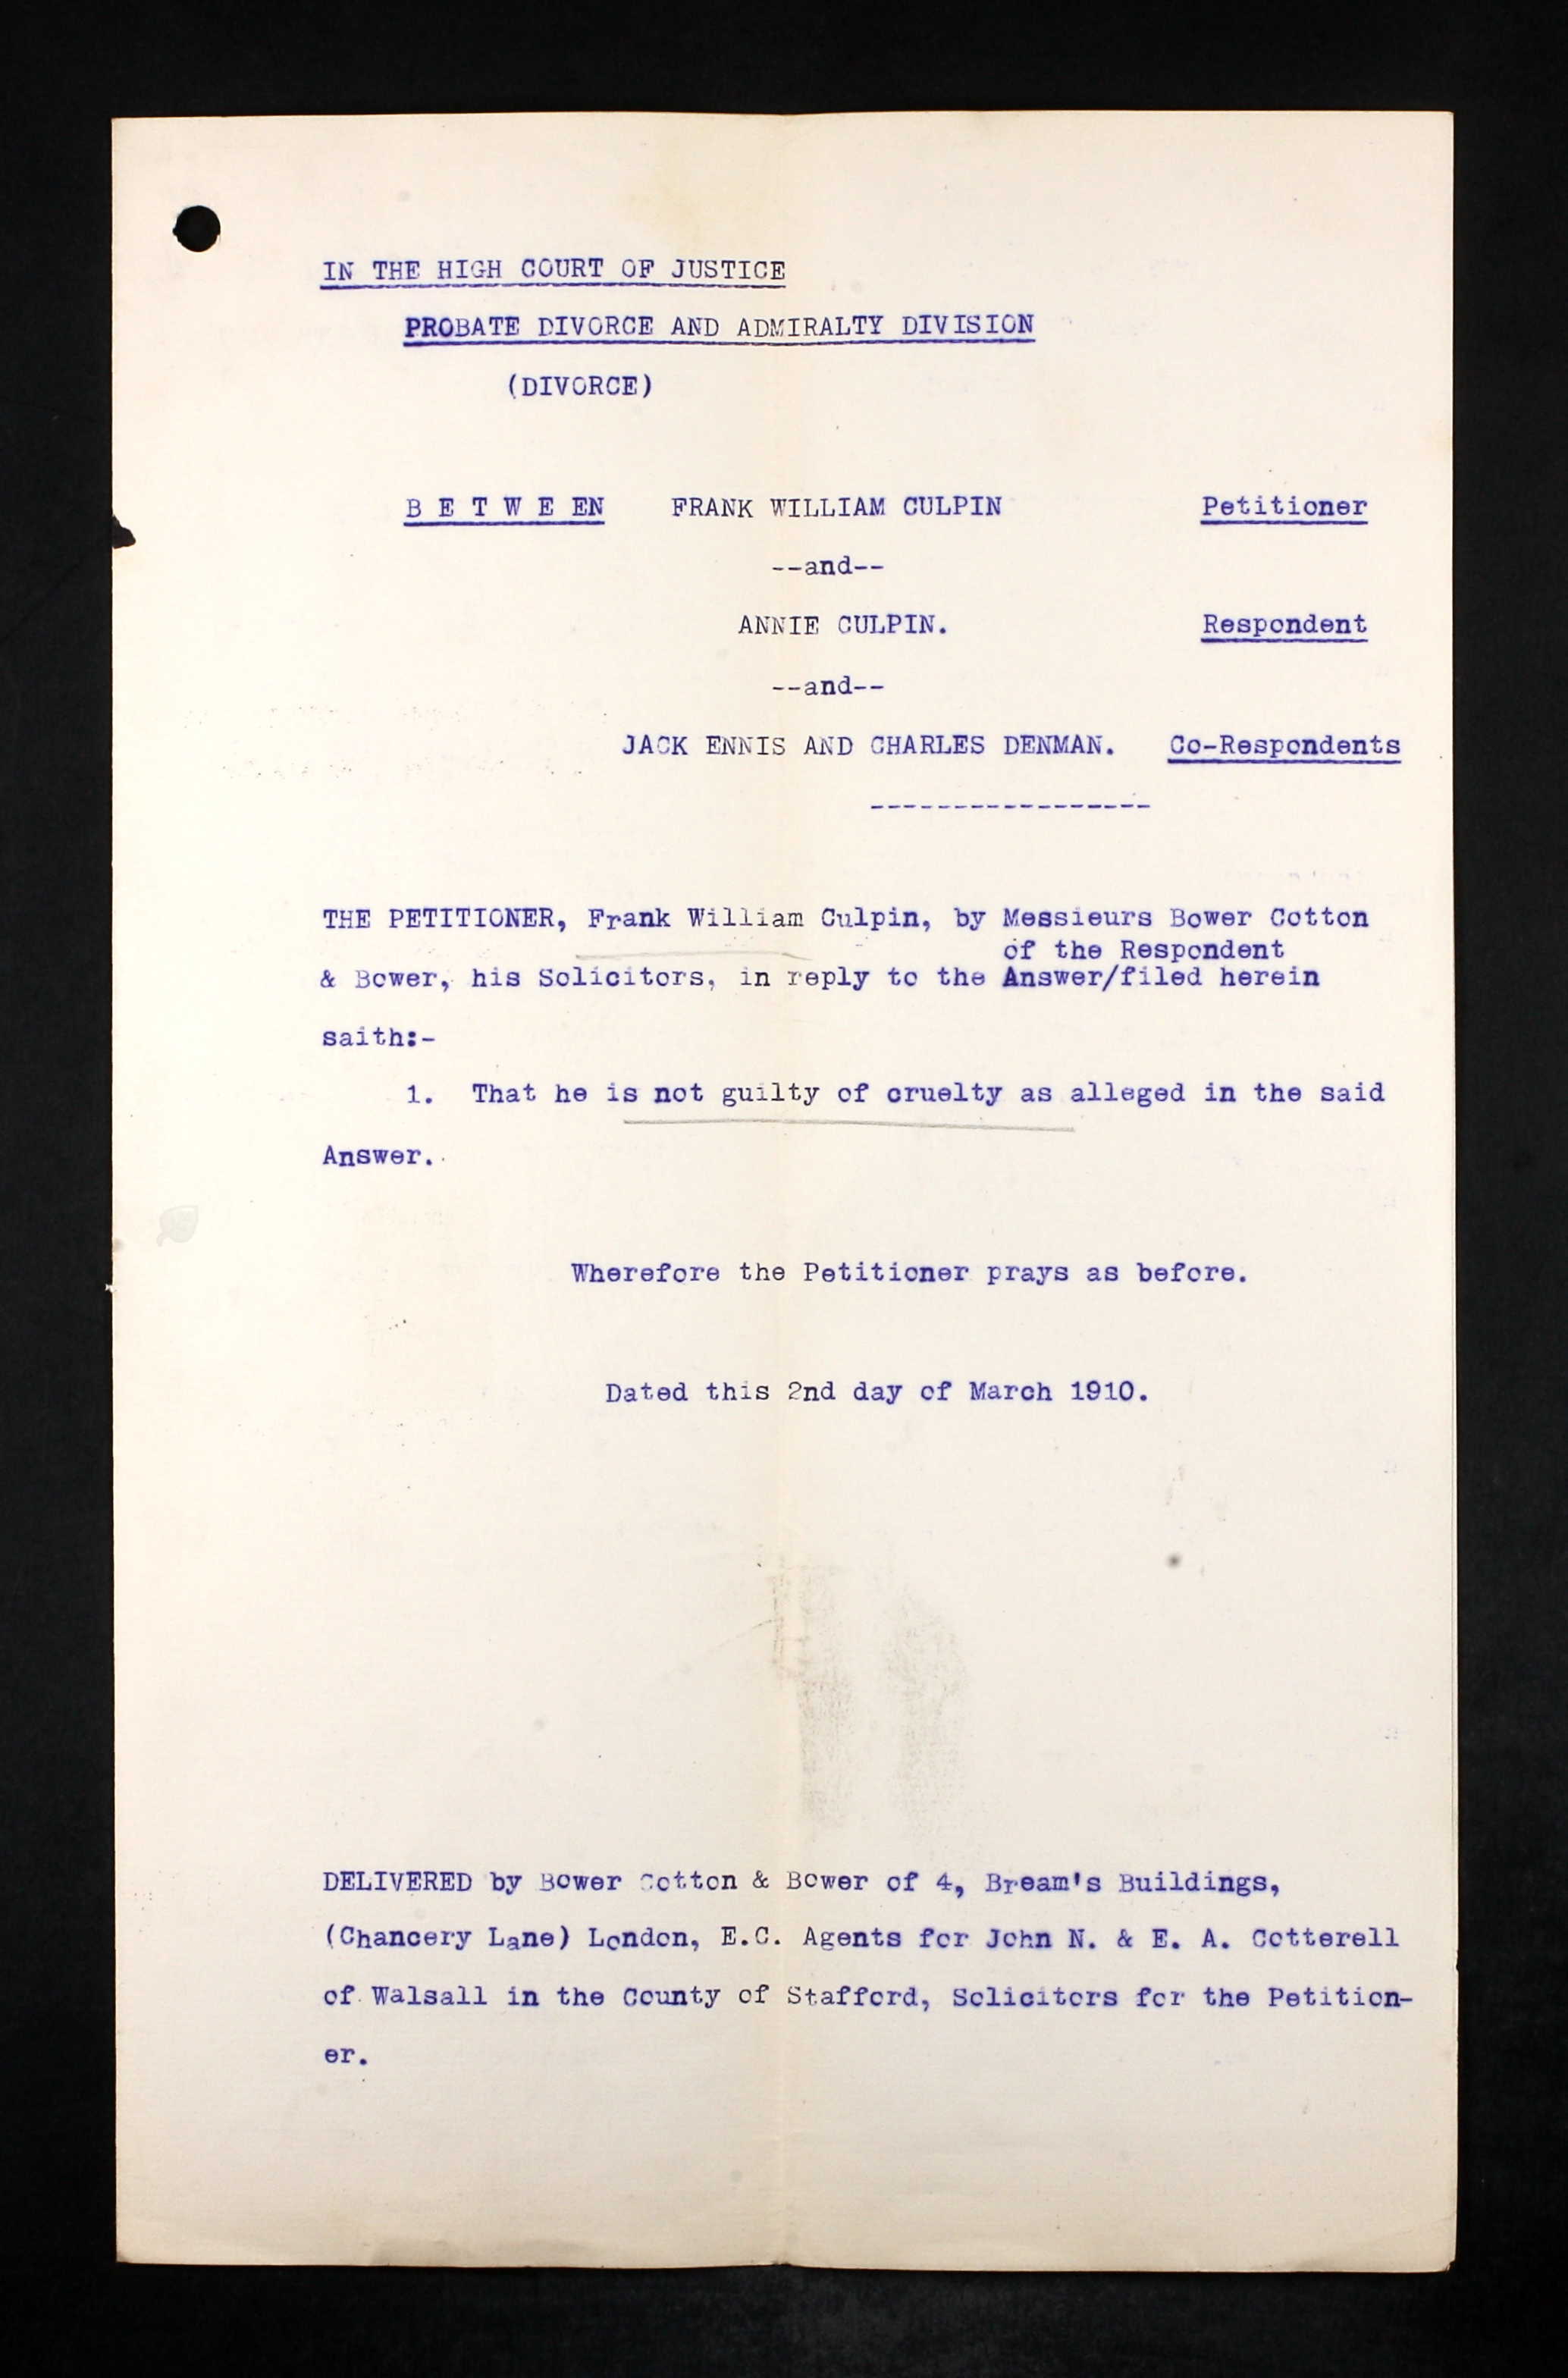 IN THE HIGH COURT OF JUSTICE
PROBATE DIVORCE AND ADMIRALTY DIVISION
(DIVORCE)
B E T W E EN FRANK WILLIAM CULPIN Petitioner
--and--
ANNIE CULPIN. Respondent
--and--
JACK ENNIS AND CHARLES DENMAN. Co-Respondents
-----------------
THE PETITIONER, Frank William Culpin, by Messieurs Bower Cotton
of the Respondent
& Bower, his Solicitors, in reply to the Answer/filed herein
saith:-
1. That he is not guilty of cruelty as alleged in the said
Answer.
Wherefore the Petitioner prays as before.
Dated this 2nd day of March 1910.
DELIVERED by Bower Cotton & Bower of 4, Bream's Buildings,
(Chancery Lane) London, E.C. Agents for John N. & E. A. Cotterell
of Walsall in the County of Stafford, Solicitors for the Petition-
er.